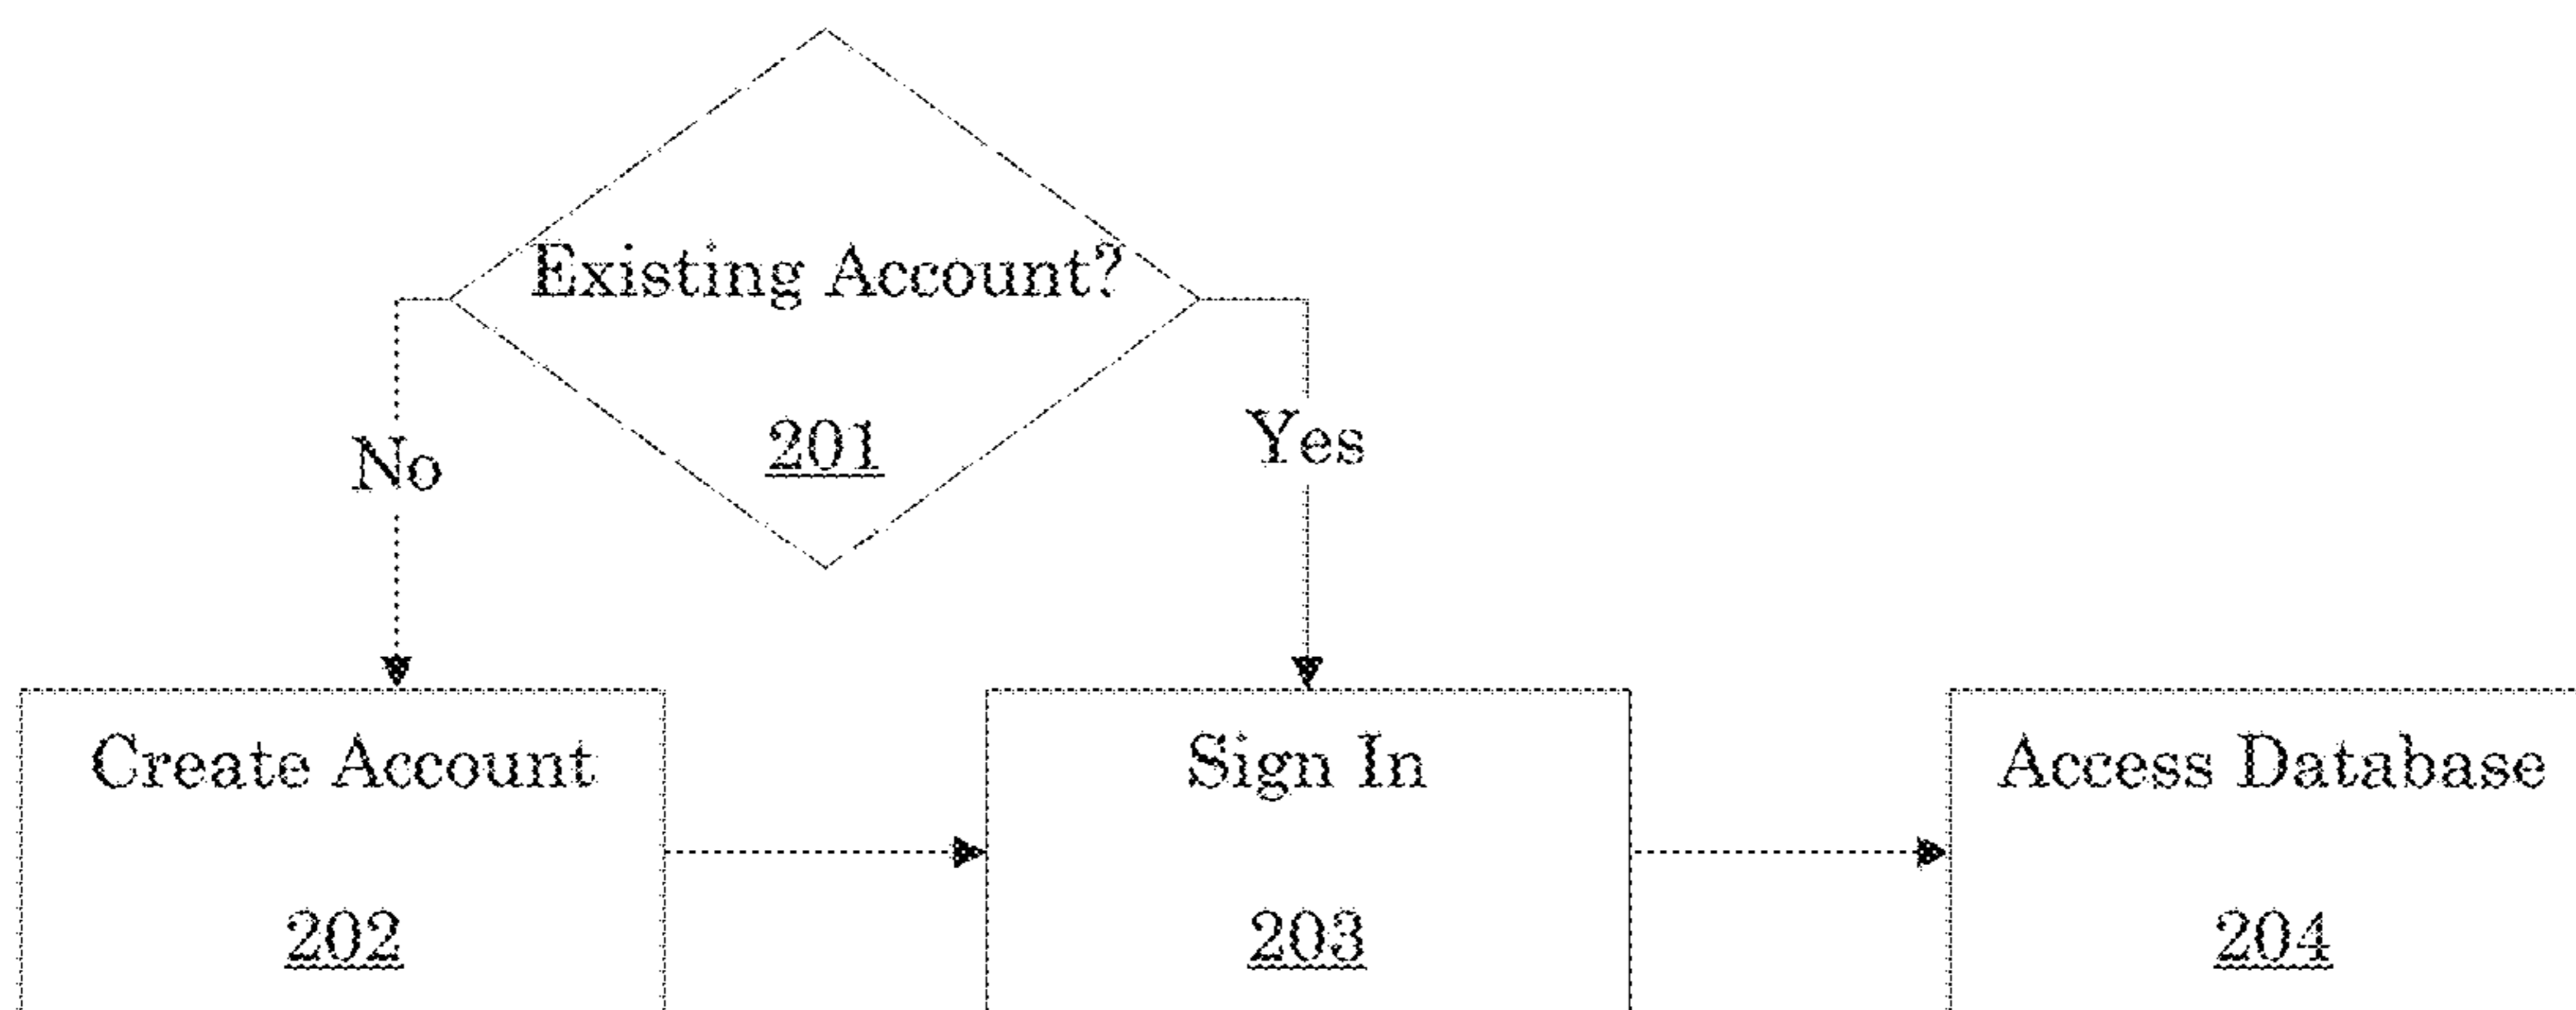 Existing Account?
201
No
Yes
Create Account
202
Sign In
203
Access Database
204